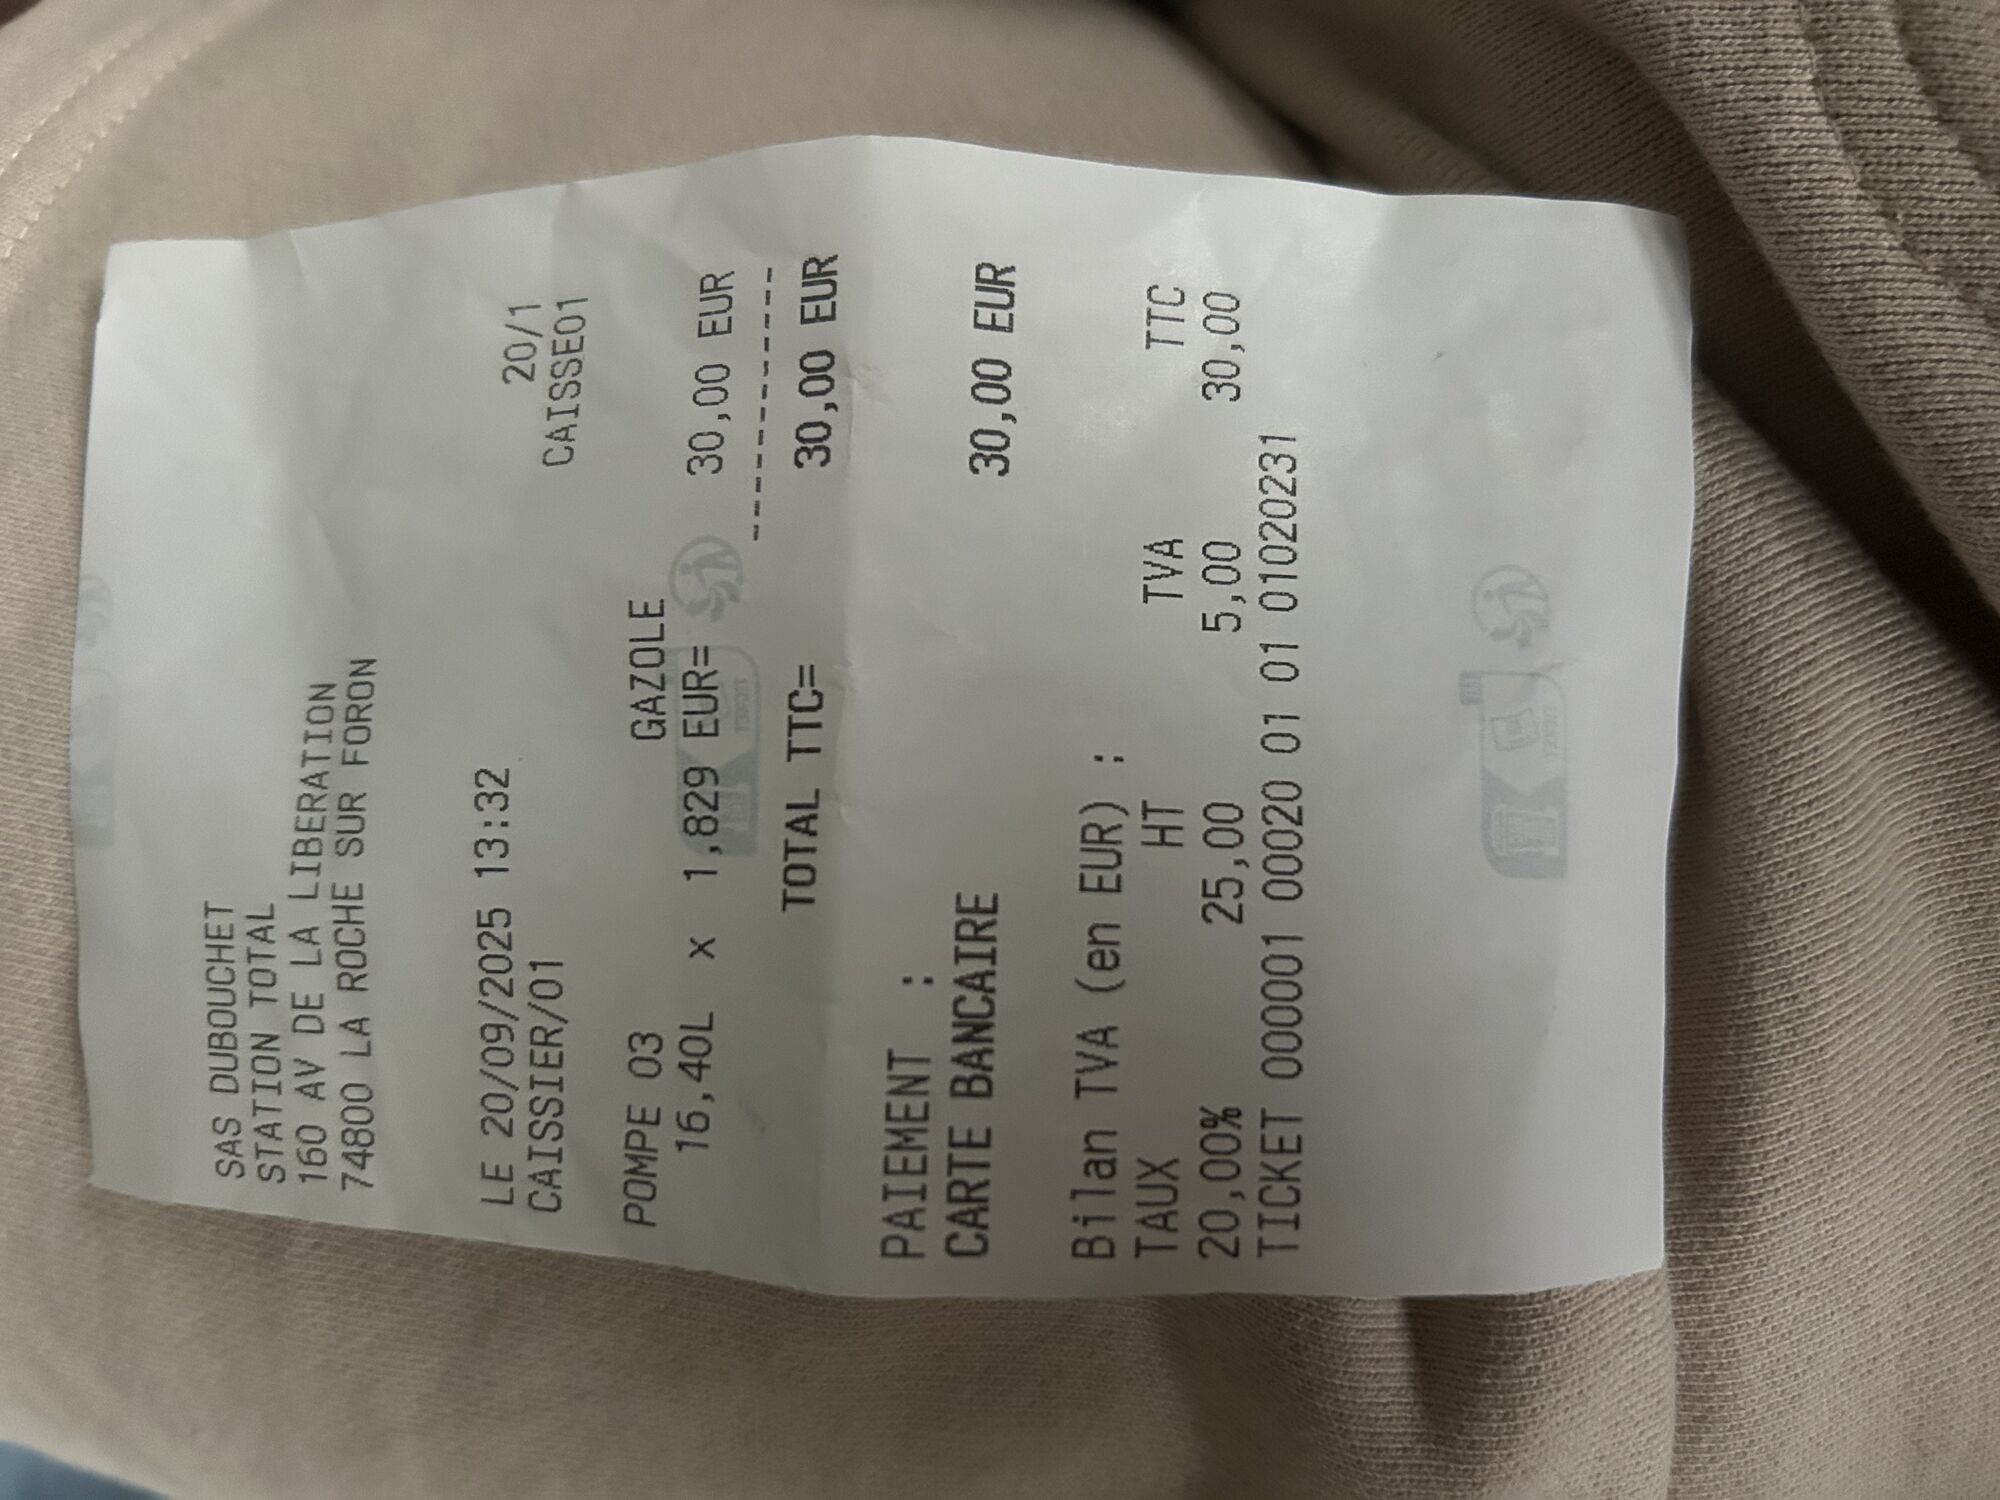 SAS DUBOUCHET
STATION TOTAL
160 AV DE LA LIBERATION
74800 LA ROCHE SUR FORON
LE 20/09/2025 13:32 20/1
CAISSIER/01 CAISSE01
POMPE 03 GAZOLE
16,40L x 1,829 EUR= 30,00 EUR
---------------
TOTAL TTC= 30,00 EUR
PAIEMENT :
CARTE BANCAIRE 30,00 EUR
Bilan TVA (en EUR) :
TAUX HT TVA TTC
20,00% 25,00 5,00 30,00
TICKET 0000001 00020 01 01 01 01020231